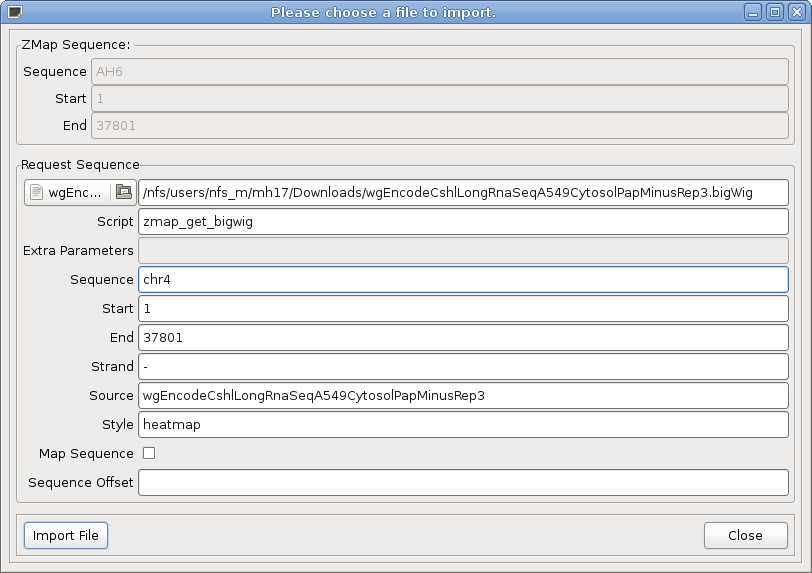 Please choose a file to import.
ZMap Sequence:
Sequence AH6
Start 1
End 37801
Request Sequence
wgEnc... /nfs/users/nfs_m/mh17/Downloads/wgEncodeCshlLongRnaSeqA549CytosolPapMinusRep3.bigWig
Script zmap_get_bigwig
Extra Parameters
Sequence chr4
Start 1
End 37801
Strand -
Source wgEncodeCshlLongRnaSeqA549CytosolPapMinusRep3
Style heatmap
Map Sequence
Sequence Offset
Import File Close